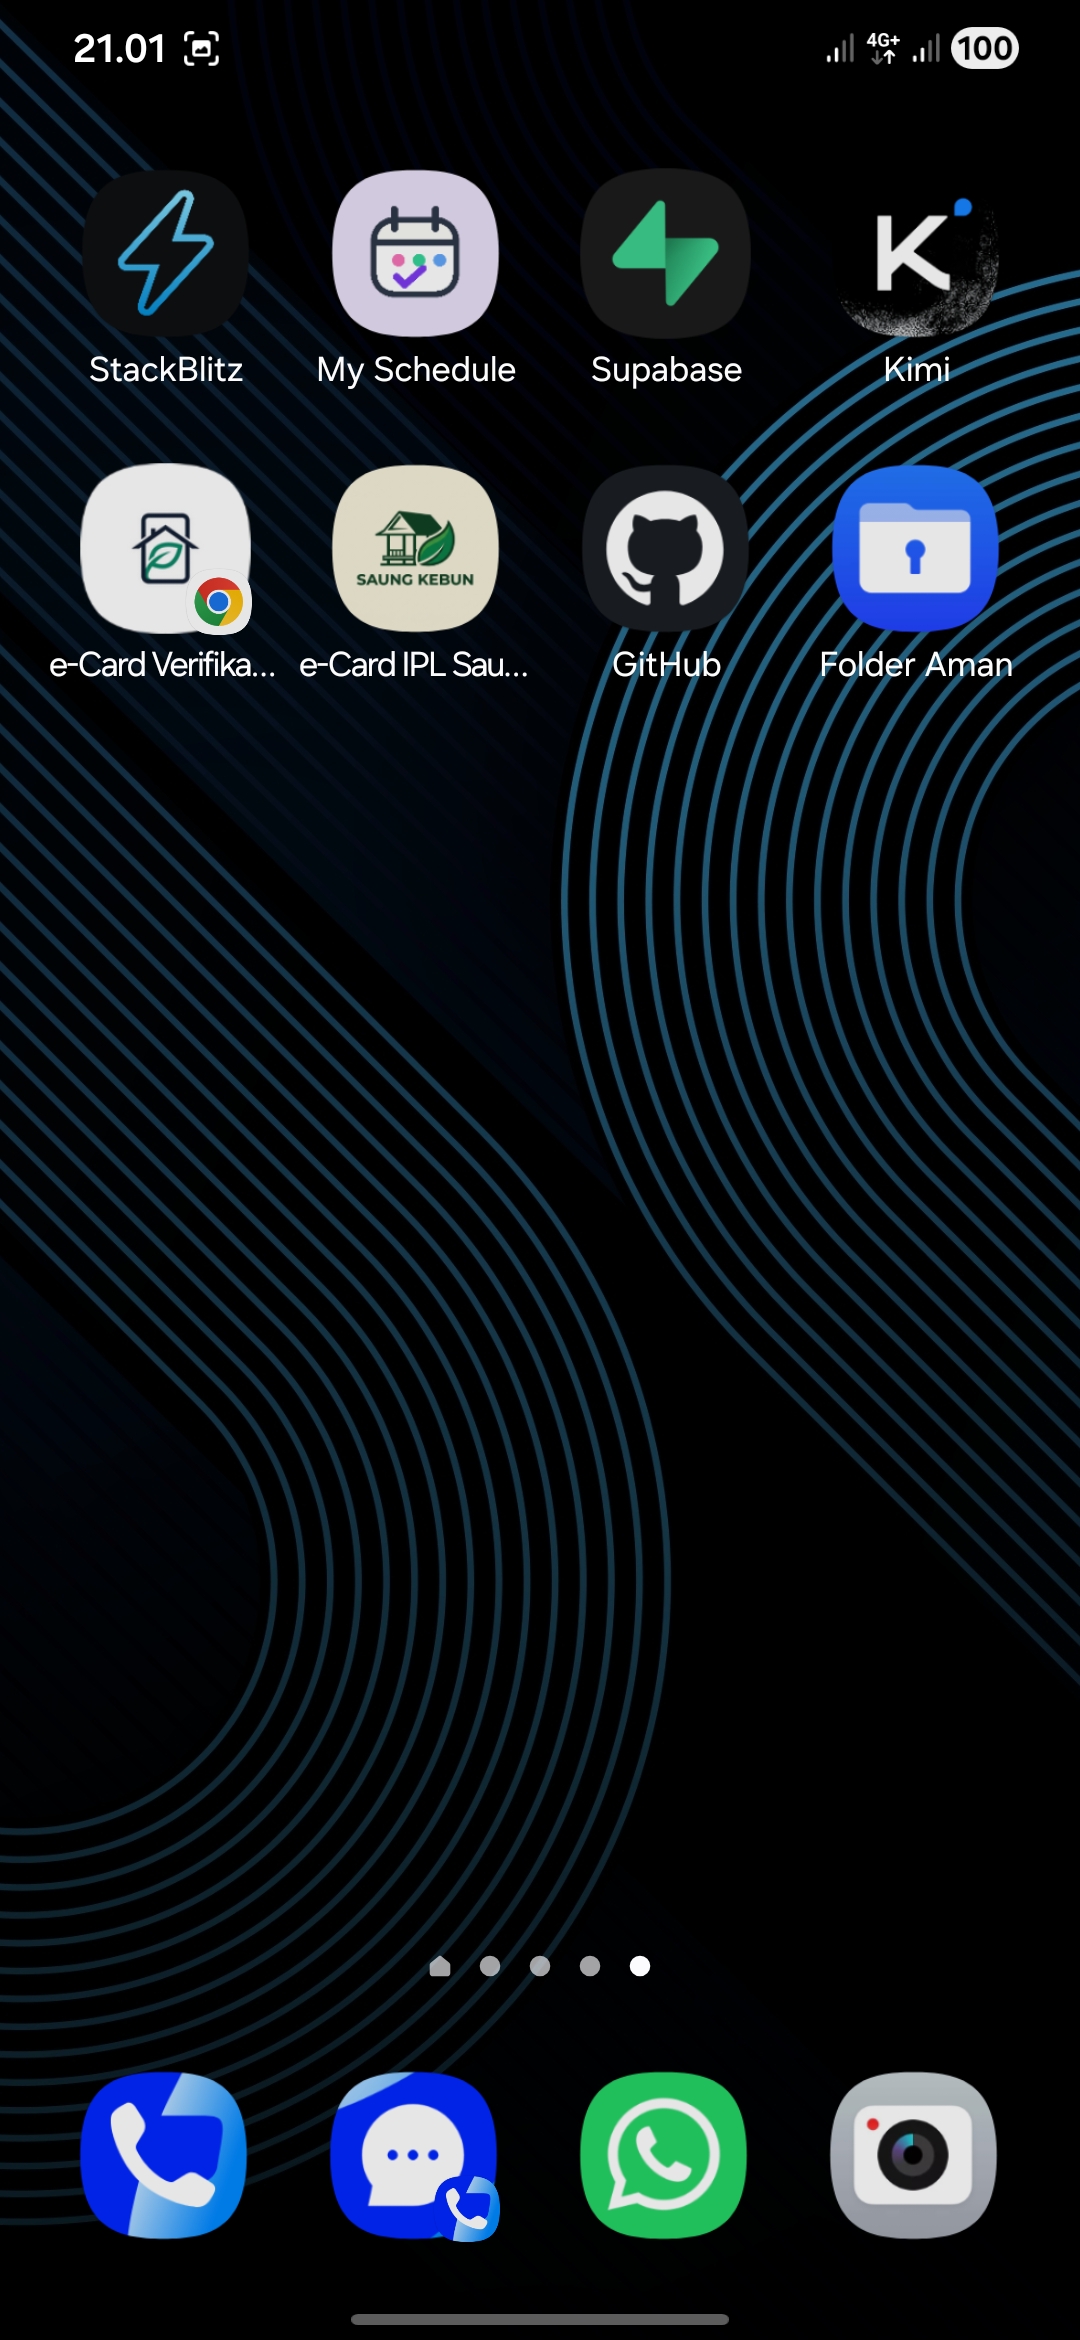 21.01
4G+
100
StackBlitz
My Schedule
Supabase
K
Kimi
SAUNG KEBUN
e-Card Verifika...
e-Card IPL Sau...
GitHub
Folder Aman